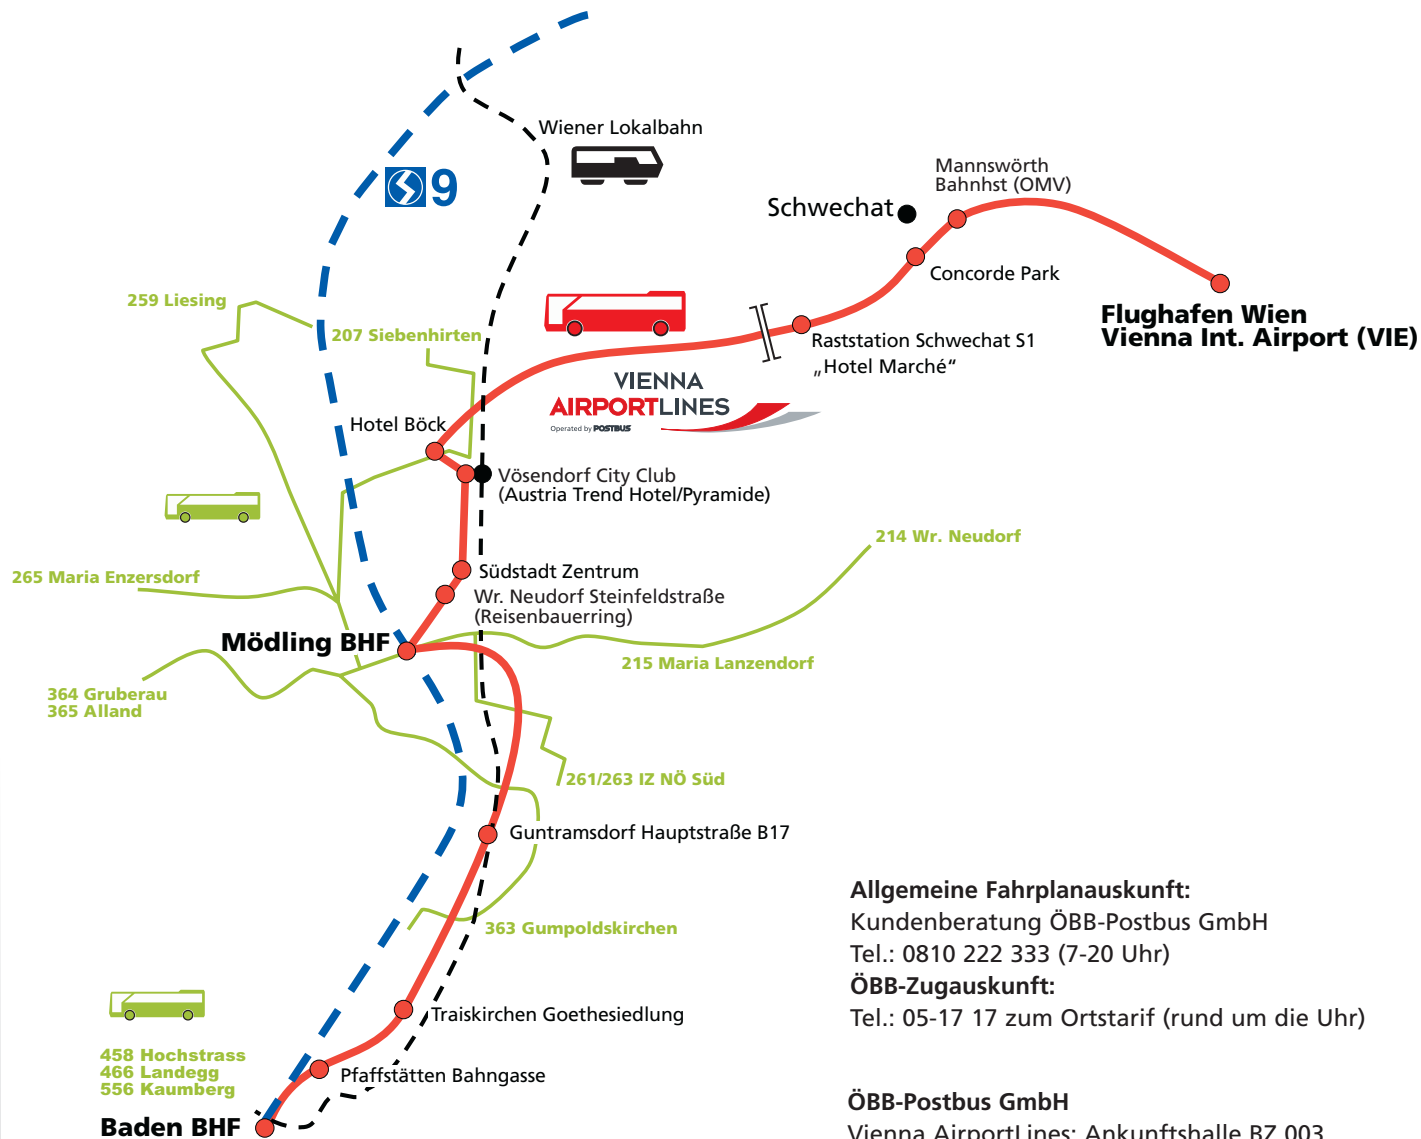 Wiener Lokalbahn
9
Mannswörth
Bahnhst (OMV)
Schwechat
Concorde Park
259 Liesing
207 Siebenhirten
Flughafen Wien
Vienna Int. Airport (VIE)
Raststation Schwechat S1
„Hotel Marché“
VIENNA
AIRPORTLINES
Operated by POSTBUS
Hotel Böck
Vösendorf City Club
(Austria Trend Hotel/Pyramide)
214 Wr. Neudorf
265 Maria Enzersdorf
Südstadt Zentrum
Wr. Neudorf Steinfeldstraße
(Reisenbauerring)
Mödling BHF
215 Maria Lanzendorf
364 Gruberau
365 Alland
261/263 IZ NÖ Süd
Guntramsdorf Hauptstraße B17
363 Gumpoldskirchen
Traiskirchen Goethesiedlung
458 Hochstrass
466 Landegg
556 Kaumberg
Pfaffstätten Bahngasse
Baden BHF
Allgemeine Fahrplanauskunft:
Kundenberatung ÖBB-Postbus GmbH
Tel.: 0810 222 333 (7-20 Uhr)
ÖBB-Zugauskunft:
Tel.: 05-17 17 zum Ortstarif (rund um die Uhr)
ÖBB-Postbus GmbH
Vienna AirportLines: Ankunftshalle BZ 003